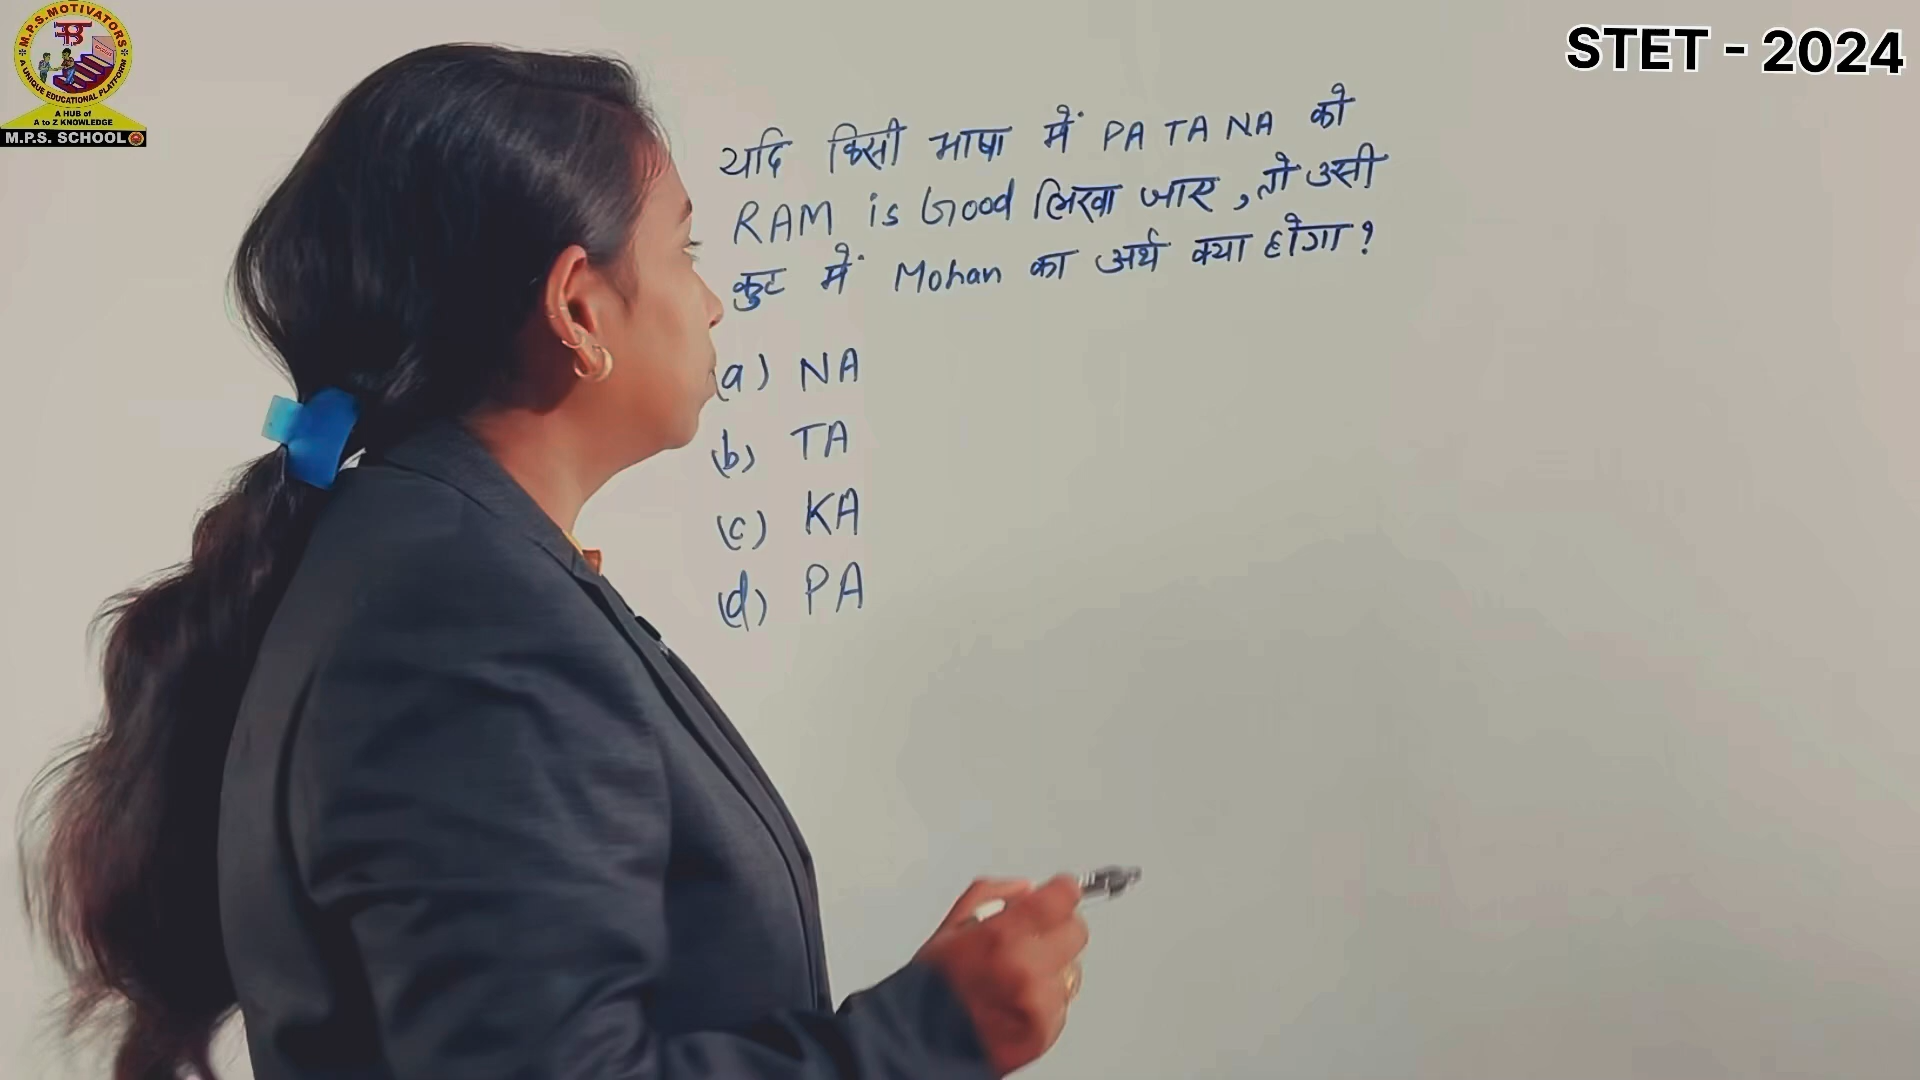 M.P.S. MOTIVATORS
A UNIQUE EDUCATIONAL PLATFORM
A HUB of
A to Z KNOWLEDGE
M.P.S. SCHOOL
STET - 2024
यदि किसी भाषा में PA TA NA को
RAM is Good लिखा जाए, तो उसी
कुट में Mohan का अर्थ क्या होगा?
(a) NA
(b) TA
(c) KA
(d) PA